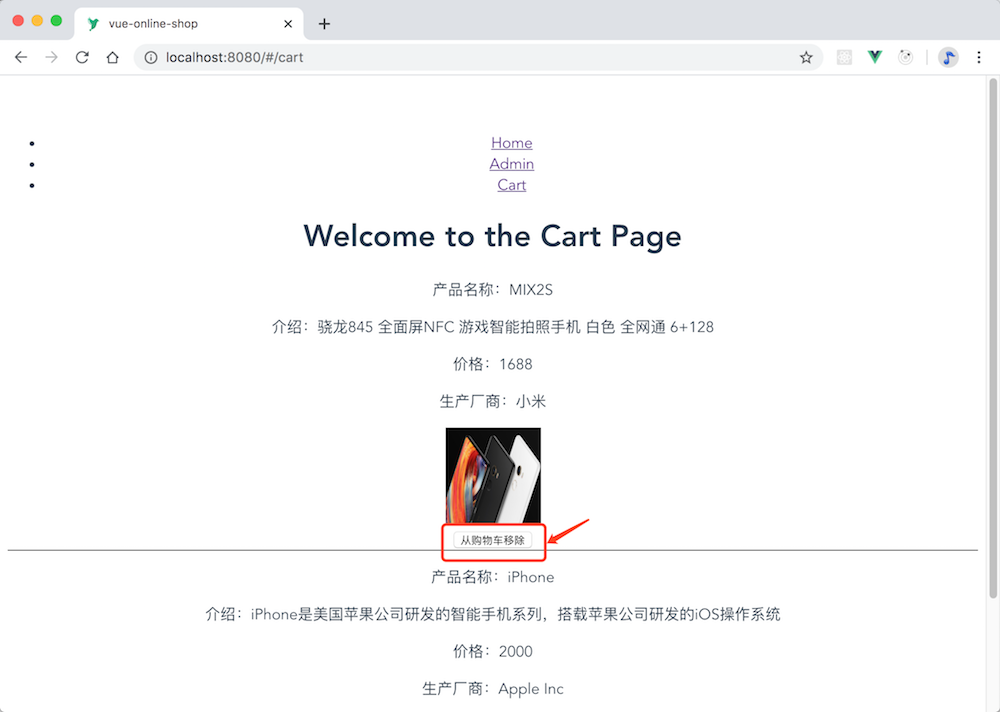 vue-online-shop
localhost:8080/#/cart
Home
Admin
Cart
Welcome to the Cart Page
产品名称：MIX2S
介绍：骁龙845 全面屏NFC 游戏智能拍照手机 白色 全网通 6+128
价格：1688
生产厂商：小米
从购物车移除
产品名称：iPhone
介绍：iPhone是美国苹果公司研发的智能手机系列，搭载苹果公司研发的iOS操作系统
价格：2000
生产厂商：Apple Inc